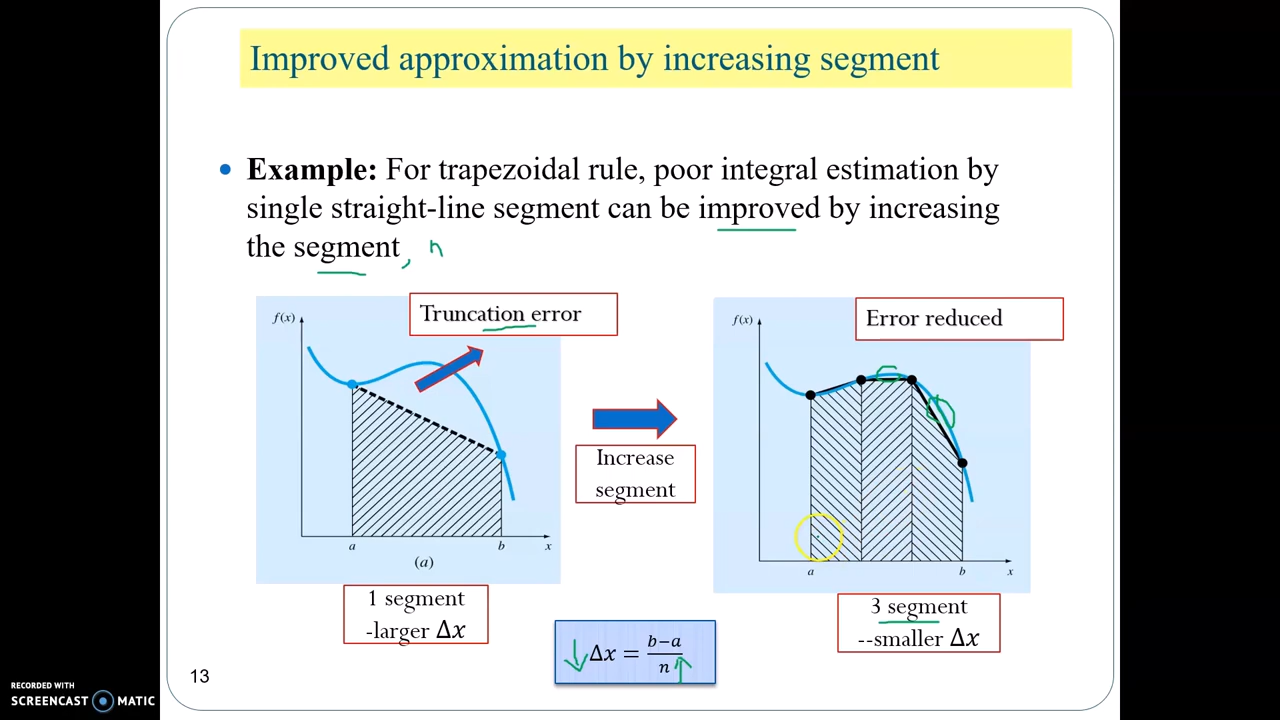 Improved approximation by increasing segment
• Example: For trapezoidal rule, poor integral estimation by
single straight-line segment can be improved by increasing
the segment, n
f(x)
Truncation error
a
b
x
(a)
1 segment
-larger Δx
Increase
segment
f(x)
Error reduced
a
b
x
3 segment
--smaller Δx
↓ Δx = b−a / n ↑
13
RECORDED WITH
SCREENCAST MATIC